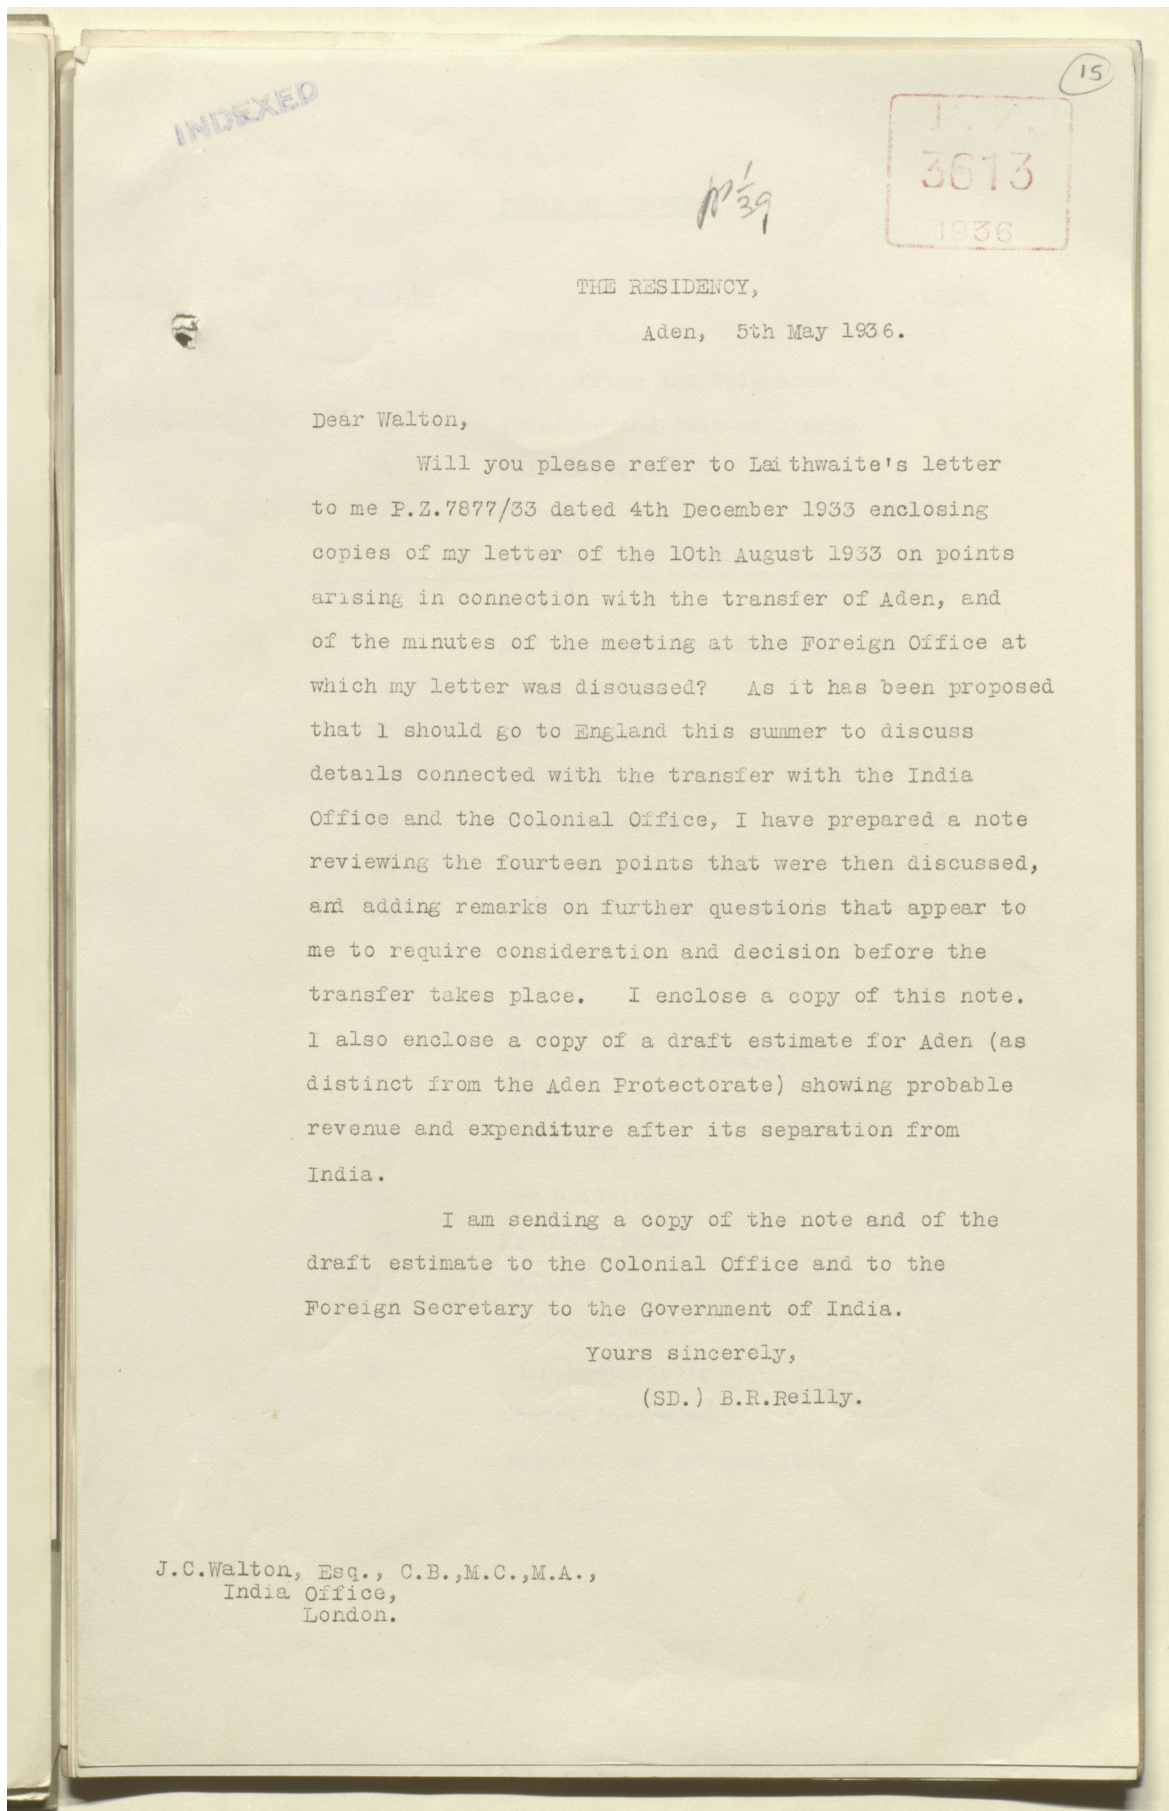 15
INDEXED
P. Z.
3613
1936
THE RESIDENCY,
Aden, 5th May 1936.
Dear Walton,
Will you please refer to Laithwaite's letter
to me P.Z.7877/33 dated 4th December 1933 enclosing
copies of my letter of the 10th August 1933 on points
arising in connection with the transfer of Aden, and
of the minutes of the meeting at the Foreign Office at
which my letter was discussed? As it has been proposed
that I should go to England this summer to discuss
details connected with the transfer with the India
Office and the Colonial Office, I have prepared a note
reviewing the fourteen points that were then discussed,
and adding remarks on further questions that appear to
me to require consideration and decision before the
transfer takes place. I enclose a copy of this note.
I also enclose a copy of a draft estimate for Aden (as
distinct from the Aden Protectorate) showing probable
revenue and expenditure after its separation from
India.
I am sending a copy of the note and of the
draft estimate to the Colonial Office and to the
Foreign Secretary to the Government of India.
Yours sincerely,
(SD.) B.R.Reilly.
J.C.Walton, Esq., C.B.,M.C.,M.A.,
India Office,
London.